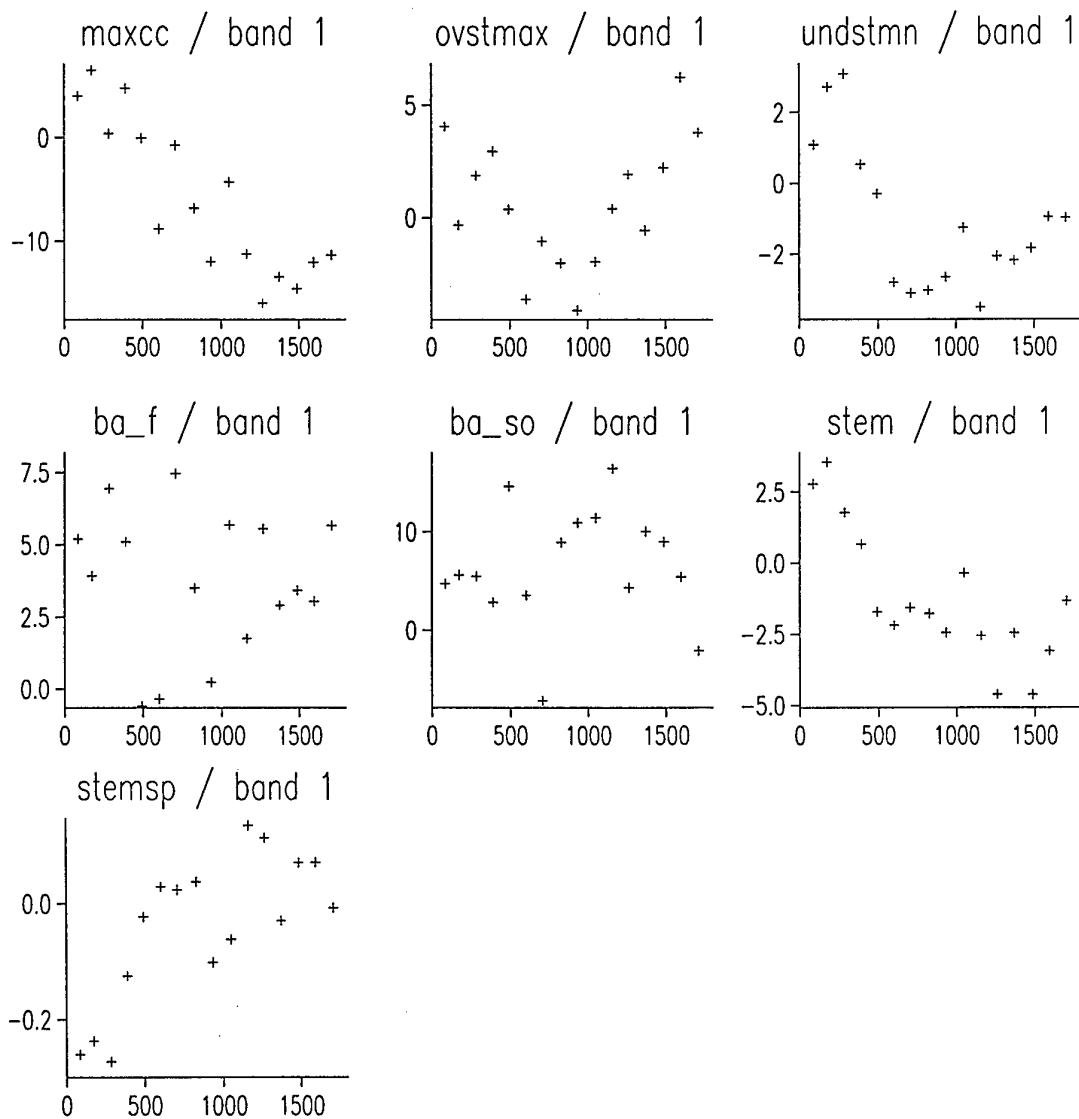 maxcc / band 1
0
-10
0 500 1000 1500
ovstmax / band 1
5
0
0 500 1000 1500
undstmn / band 1
2
0
-2
0 500 1000 1500
ba_f / band 1
7.5
5.0
2.5
0.0
0 500 1000 1500
ba_so / band 1
10
0
0 500 1000 1500
stem / band 1
2.5
0.0
-2.5
-5.0
0 500 1000 1500
stemsp / band 1
0.0
-0.2
0 500 1000 1500